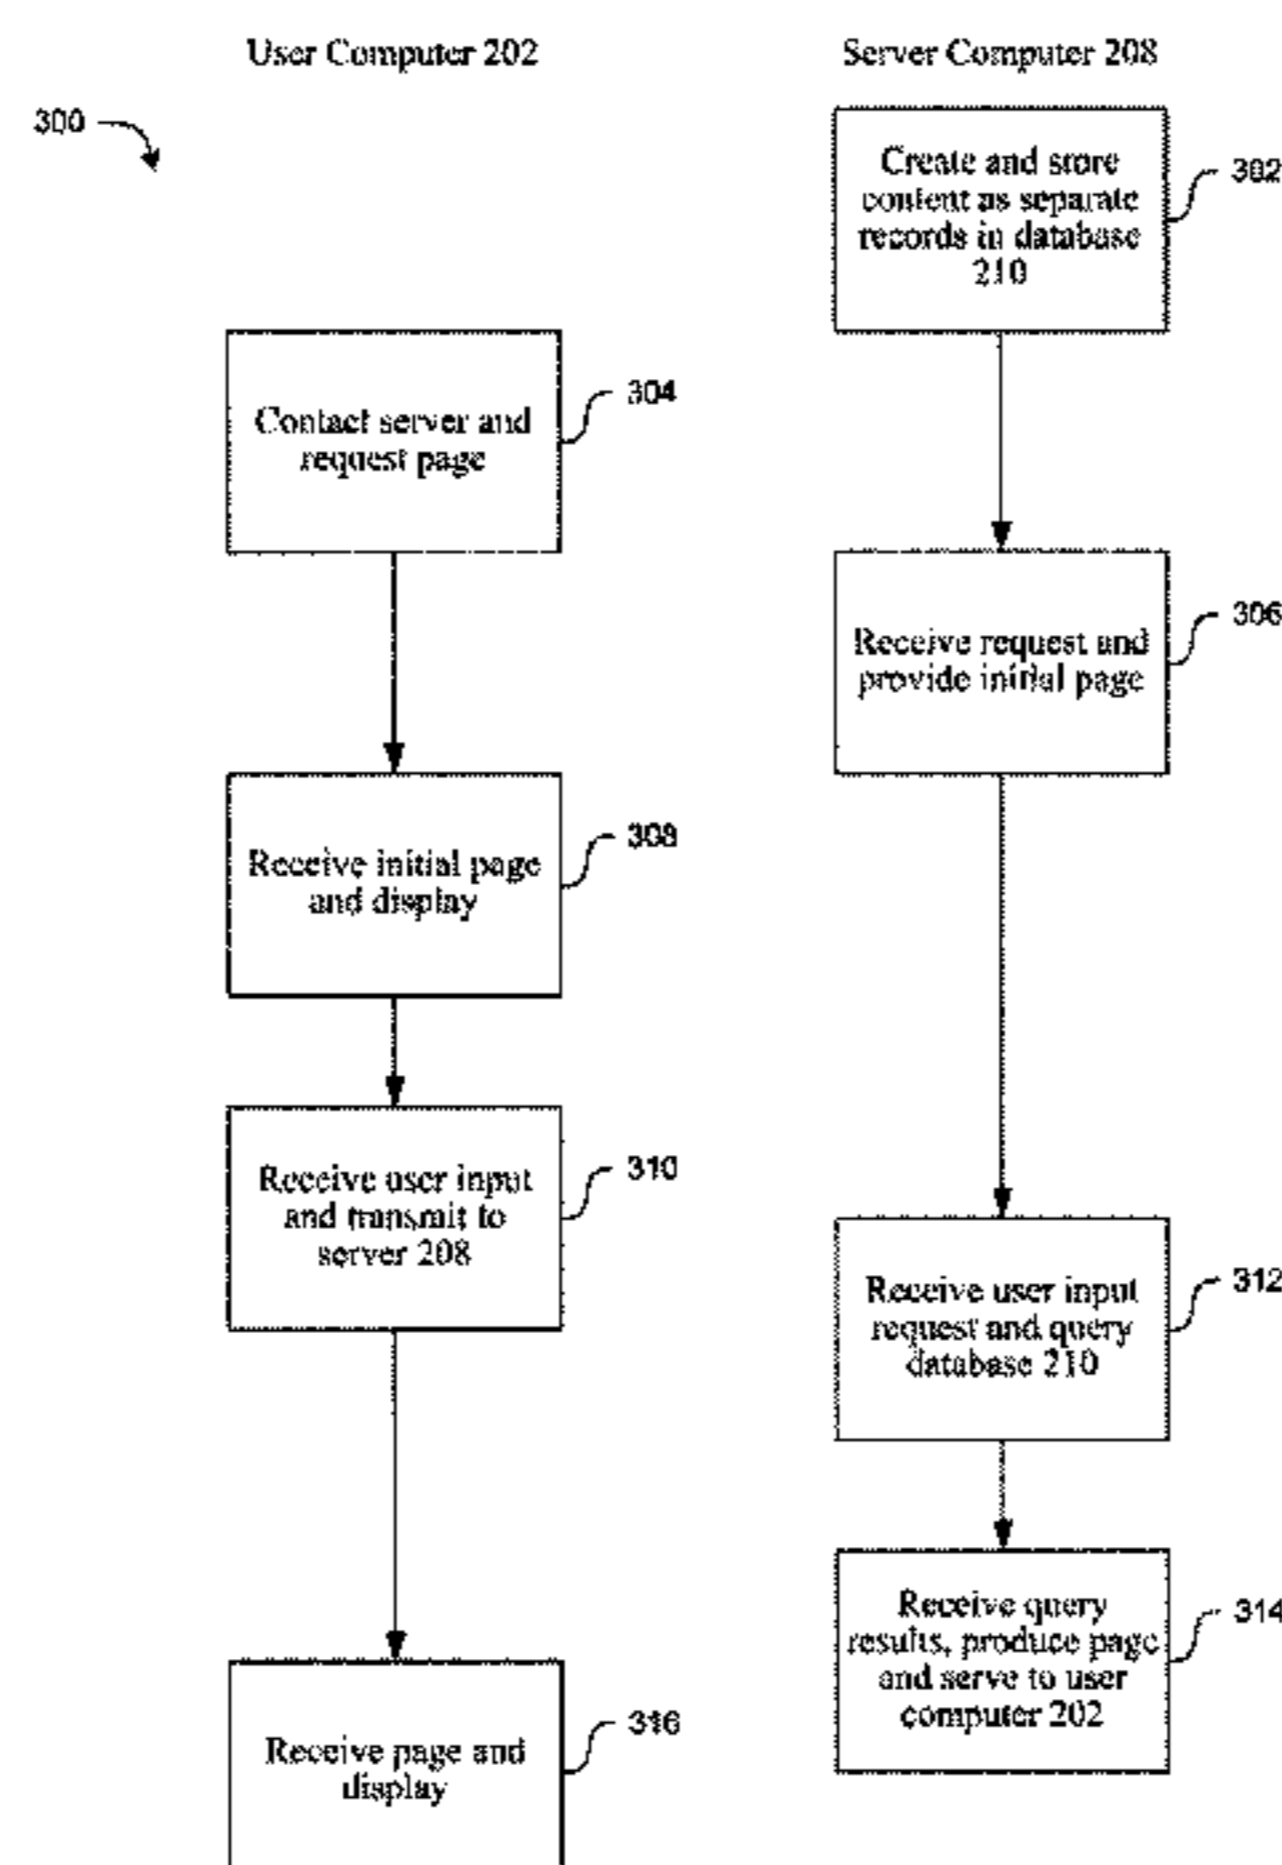 User Computer 202
Server Computer 208
300
Create and store
content as separate
records in database
210
302
Contact server and
request page
304
Receive request and
provide initial page
306
Receive initial page
and display
308
Receive user input
and transmit to
server 208
310
Receive user input
request and query
database 210
312
Receive query
results, produce page
and serve to user
computer 202
314
Receive page and
display
316